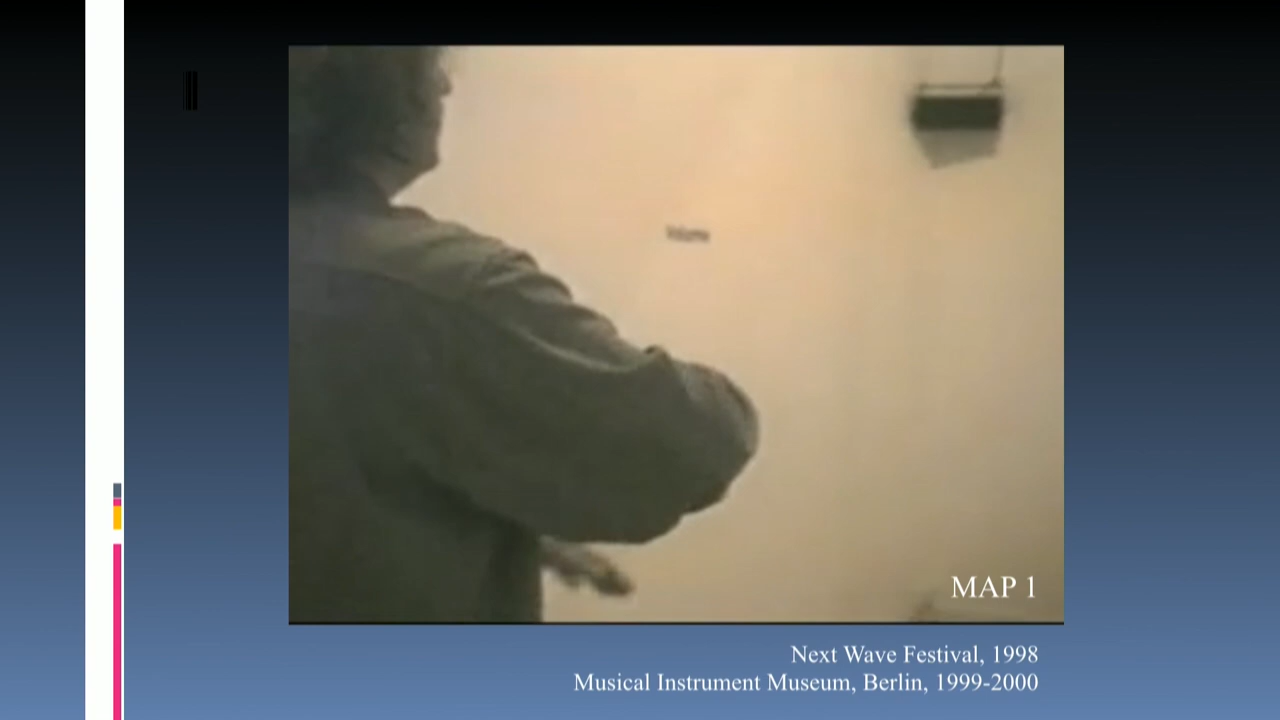 MAP 1
Next Wave Festival, 1998
Musical Instrument Museum, Berlin, 1999-2000